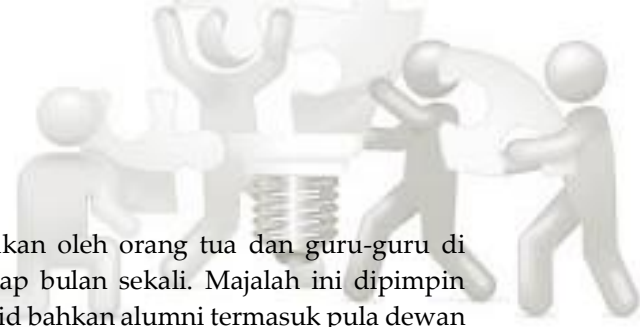 kan oleh orang tua dan guru-guru di
ap bulan sekali. Majalah ini dipimpin
id bahkan alumni termasuk pula dewan